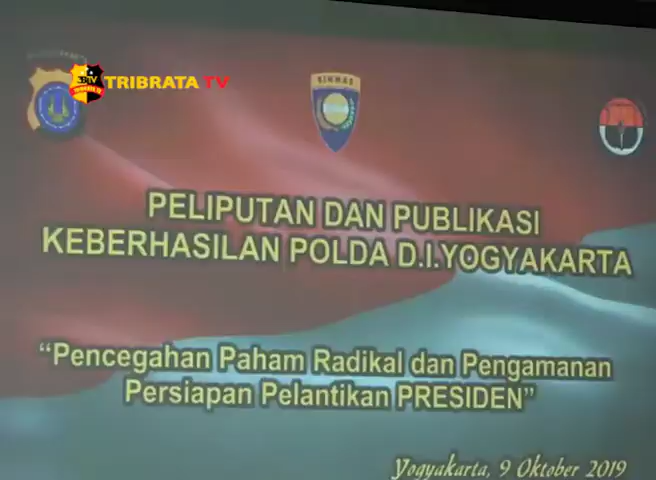 TRIBRATA TV
BINMAS
PELIPUTAN DAN PUBLIKASI
KEBERHASILAN POLDA D.I.YOGYAKARTA
“Pencegahan Paham Radikal dan Pengamanan
Persiapan Pelantikan PRESIDEN”
Yogyakarta, 9 Oktober 2019